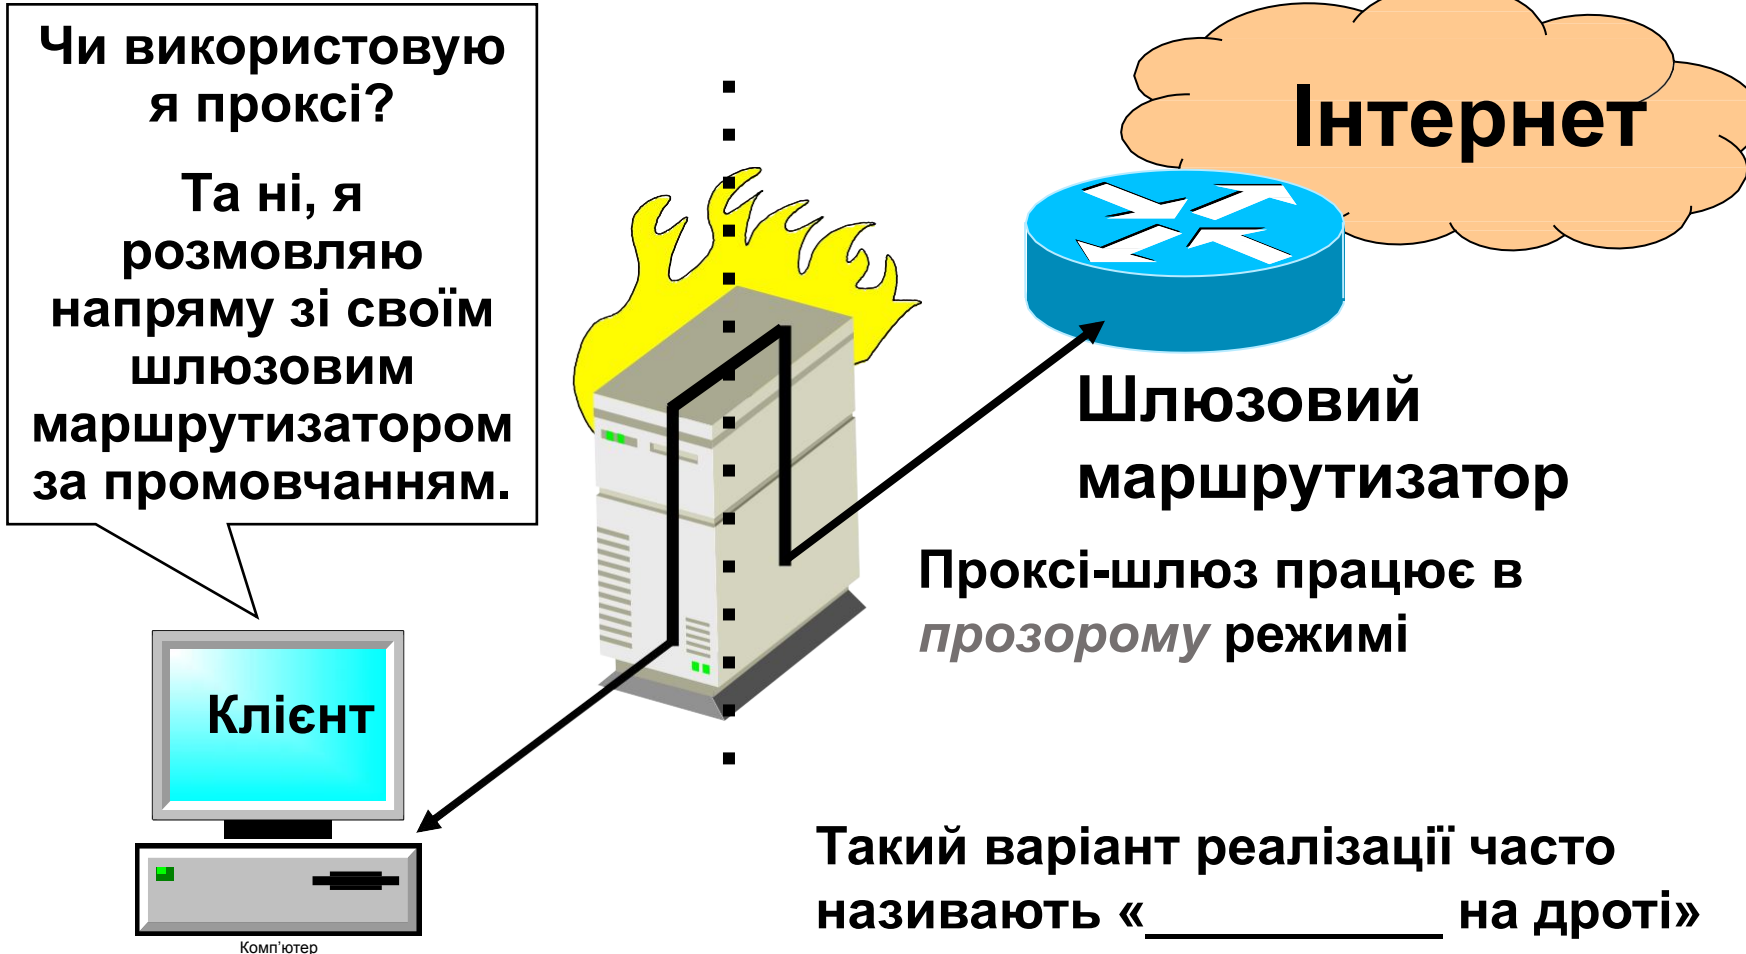 Чи використовую
я проксі?
Та ні, я
розмовляю
напряму зі своїм
шлюзовим
маршрутизатором
за промовчанням.
Інтернет
Шлюзовий
маршрутизатор
Проксі-шлюз працює в
прозорому режимі
Клієнт
Комп’ютер
Такий варіант реалізації часто
називають «___________ на дроті»